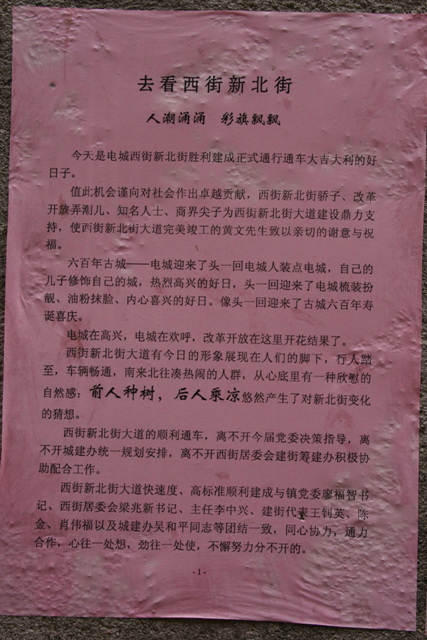 去看西街新北街
人潮涌涌 彩旗飘飘
今天是电城西街新北街胜利建成正式通行通车大吉大利的好
日子。
值此机会谨向对社会作出卓越贡献，西街新北街骄子、改革
开放弄潮儿、知名人士、商界尖子为西街新北街大道建设鼎力支
持，使西街新北街大道完美竣工的黄文先生致以亲切的谢意与祝
福。
六百年古城——电城迎来了头一回电城人装点电城，自己的
儿子修饰自己的城，热烈高兴的好日，头一回迎来了电城梳装扮
靓、油粉抹脸、内心喜兴的好日。像头一回迎来了古城六百年寿
诞喜庆。
电城在高兴，电城在欢呼，改革开放在这里开花结果了。
西街新北街大道有今日的形象展现在人们的脚下，行人踏
至，车辆畅通，南来北往凑热闹的人群，从心底里有一种欣慰的
自然感：前人种树，后人乘凉悠然产生了对新北街变化
的猜想。
西街新北街大道的顺利通车，离不开今届党委决策指导，离
不开城建办统一规划安排，离不开西街居委会建街筹建办积极协
助配合工作。
西街新北街大道快速度、高标准顺利建成与镇党委廖福智书
记、西街居委会梁兆新书记、主任李中兴、建街代表王钊英、陈
金、肖伟福以及城建办吴和平同志等团结一致，同心协力，通力
合作，心往一处想，劲往一处使，不懈努力分不开的。
-1-